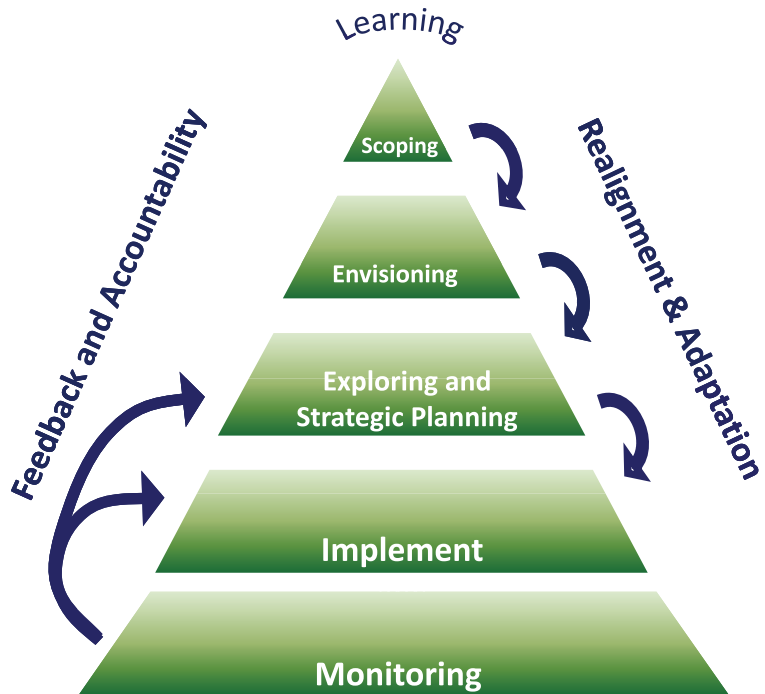 Learning
Feedback and Accountability
Realignment & Adaptation
Scoping
Envisioning
Exploring and
Strategic Planning
Implement
Monitoring